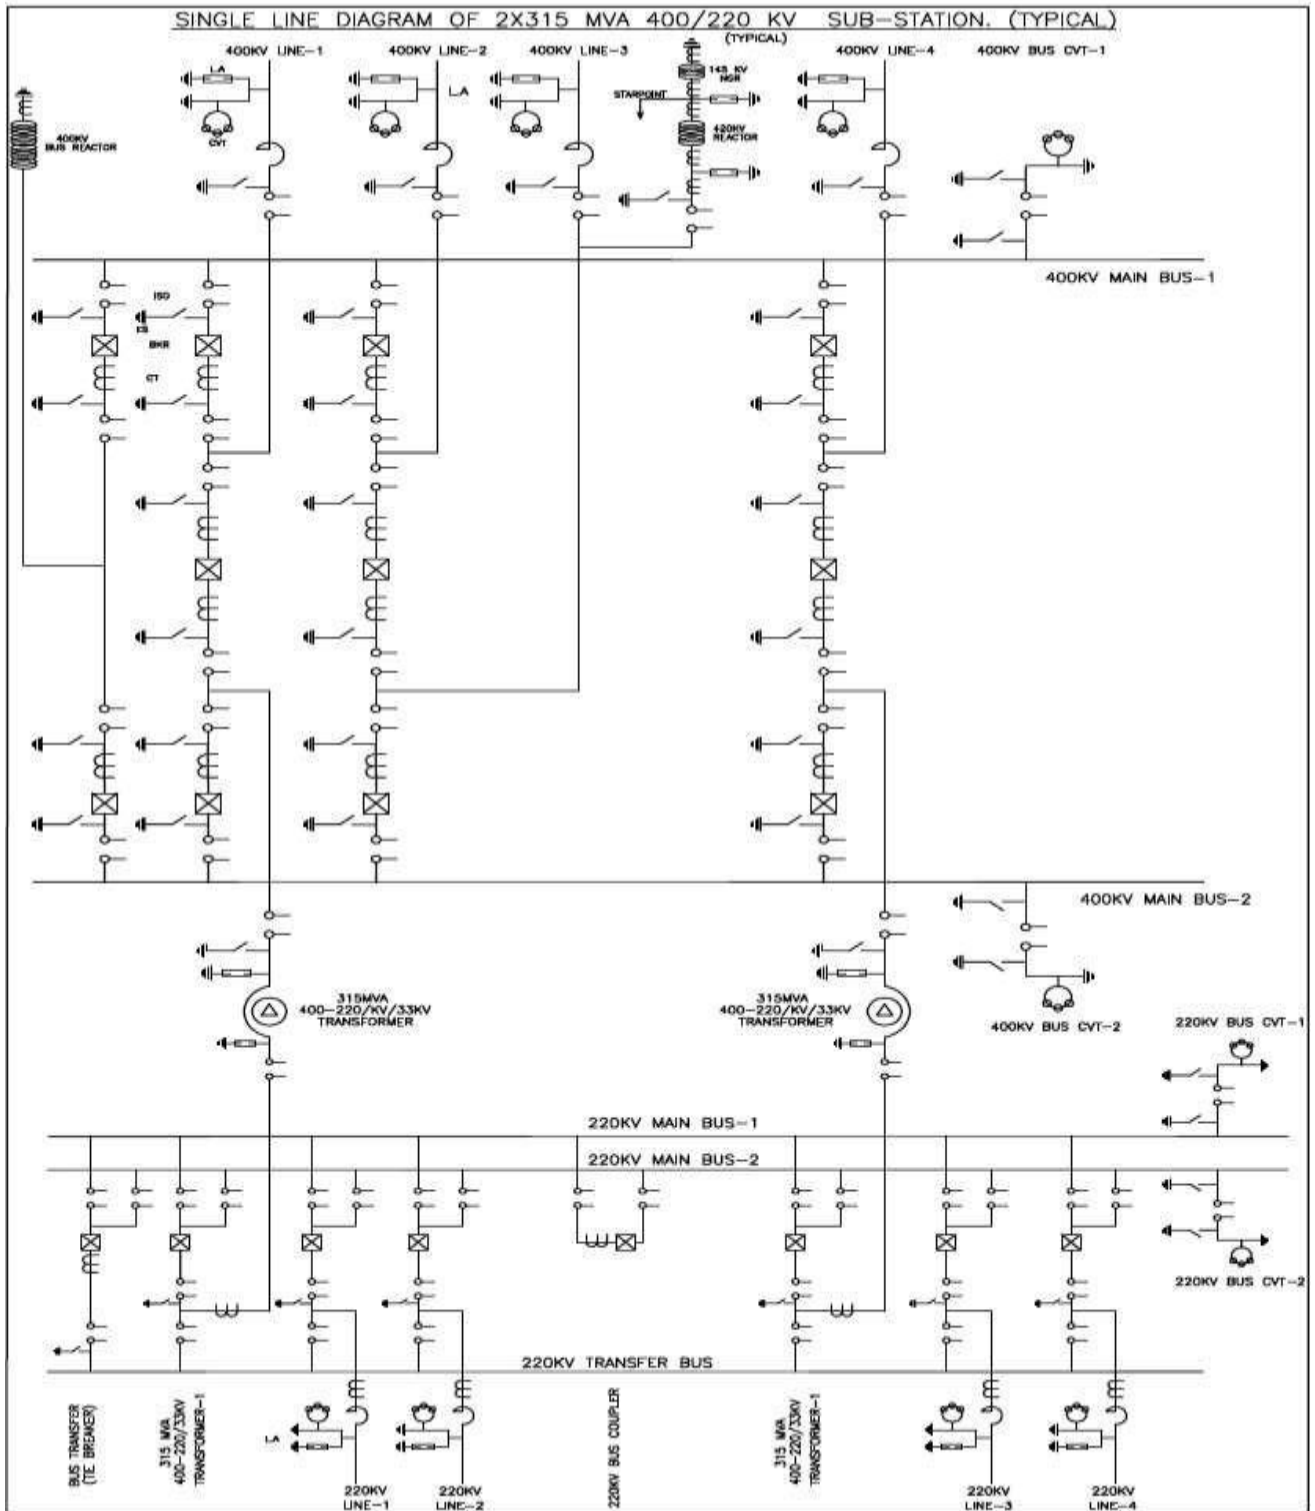 SINGLE LINE DIAGRAM OF 2X315 MVA 400/220 KV SUB-STATION. (TYPICAL)
(TYPICAL)
400KV LINE-1
400KV LINE-2
400KV LINE-3
400KV LINE-4
400KV BUS CVT-1
LA
LA
145 KV
NGR
STARPOINT
420KV
REACTOR
400KV
BUS REACTOR
CVT
400KV MAIN BUS-1
ISO
ES
BKR
CT
400KV MAIN BUS-2
315MVA
400-220/KV/33KV
TRANSFORMER
315MVA
400-220/KV/33KV
TRANSFORMER
400KV BUS CVT-2
220KV BUS CVT-1
220KV MAIN BUS-1
220KV MAIN BUS-2
220KV BUS CVT-2
220KV TRANSFER BUS
BUS TRANSFER
(TIE BREAKER)
315 MVA
400-220/33KV
TRANSFORMER-1
LA
220KV BUS COUPLER
315 MVA
400-220/33KV
TRANSFORMER-1
220KV
LINE-1
220KV
LINE-2
220KV
LINE-3
220KV
LINE-4